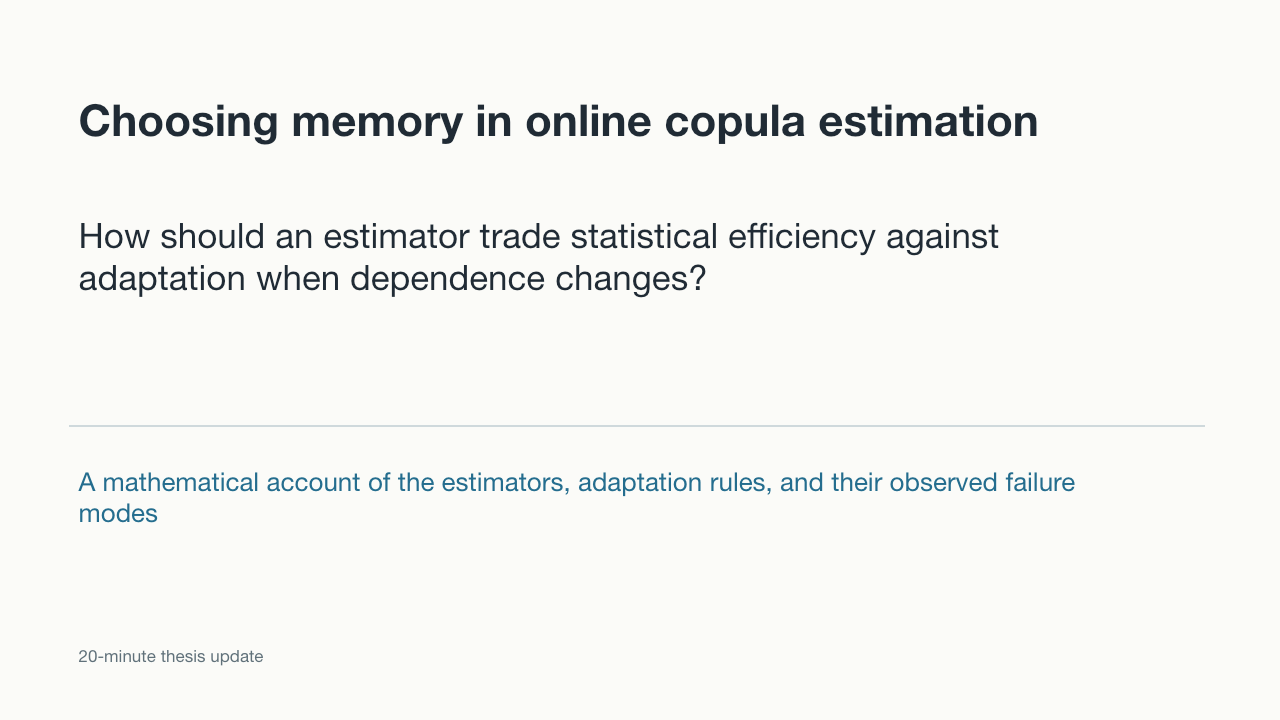 Choosing memory in online copula estimation
How should an estimator trade statistical efficiency against
adaptation when dependence changes?
A mathematical account of the estimators, adaptation rules, and their observed failure
modes
20-minute thesis update